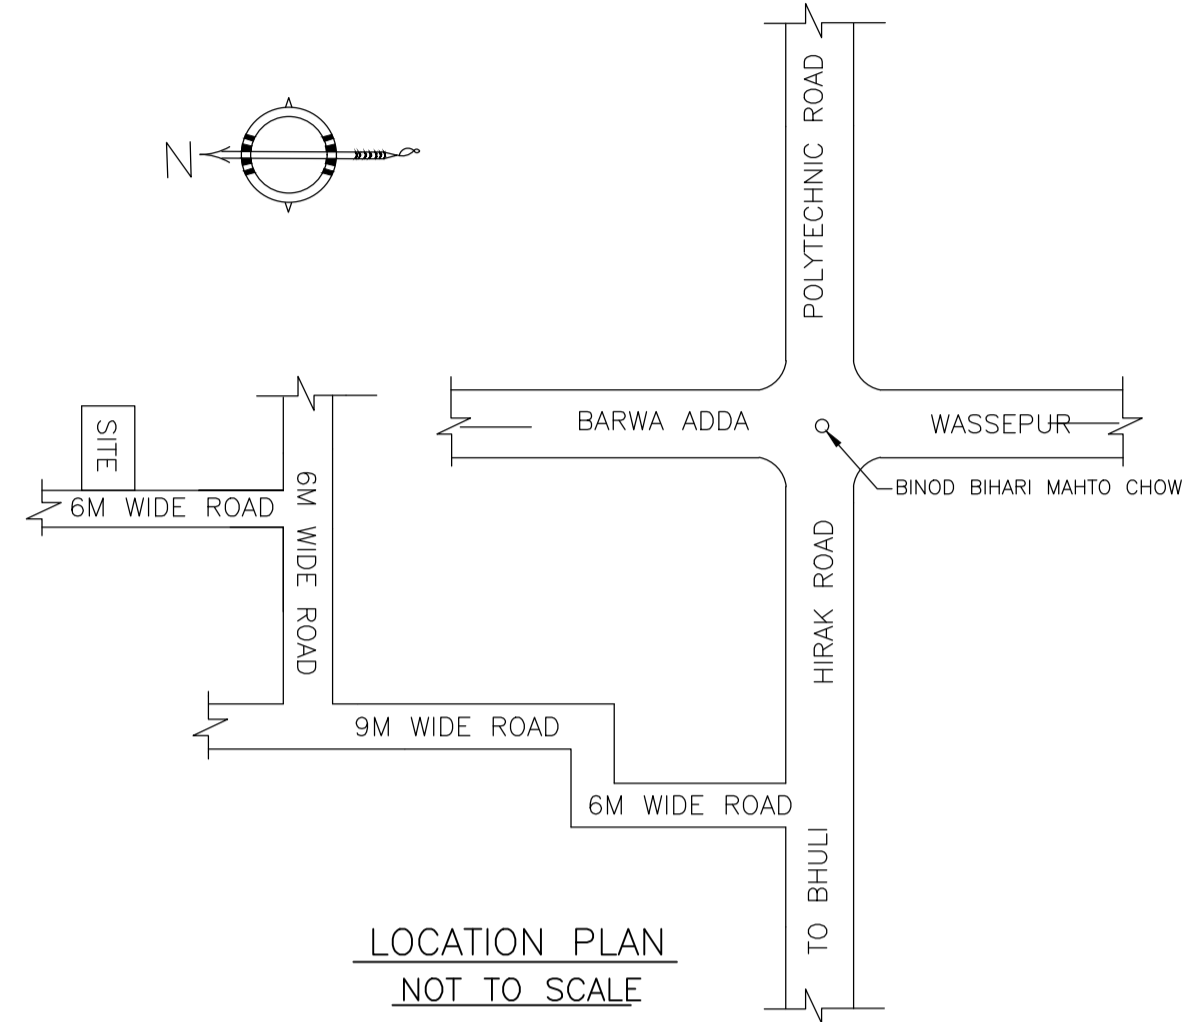 POLYTECHNIC ROAD
N
BARWA ADDA
WASSEPUR
SITE
6M WIDE ROAD
6M WIDE ROAD
BINOD BIHARI MAHTO CHOW
HIRAK ROAD
9M WIDE ROAD
6M WIDE ROAD
TO BHULI
LOCATION PLAN
NOT TO SCALE